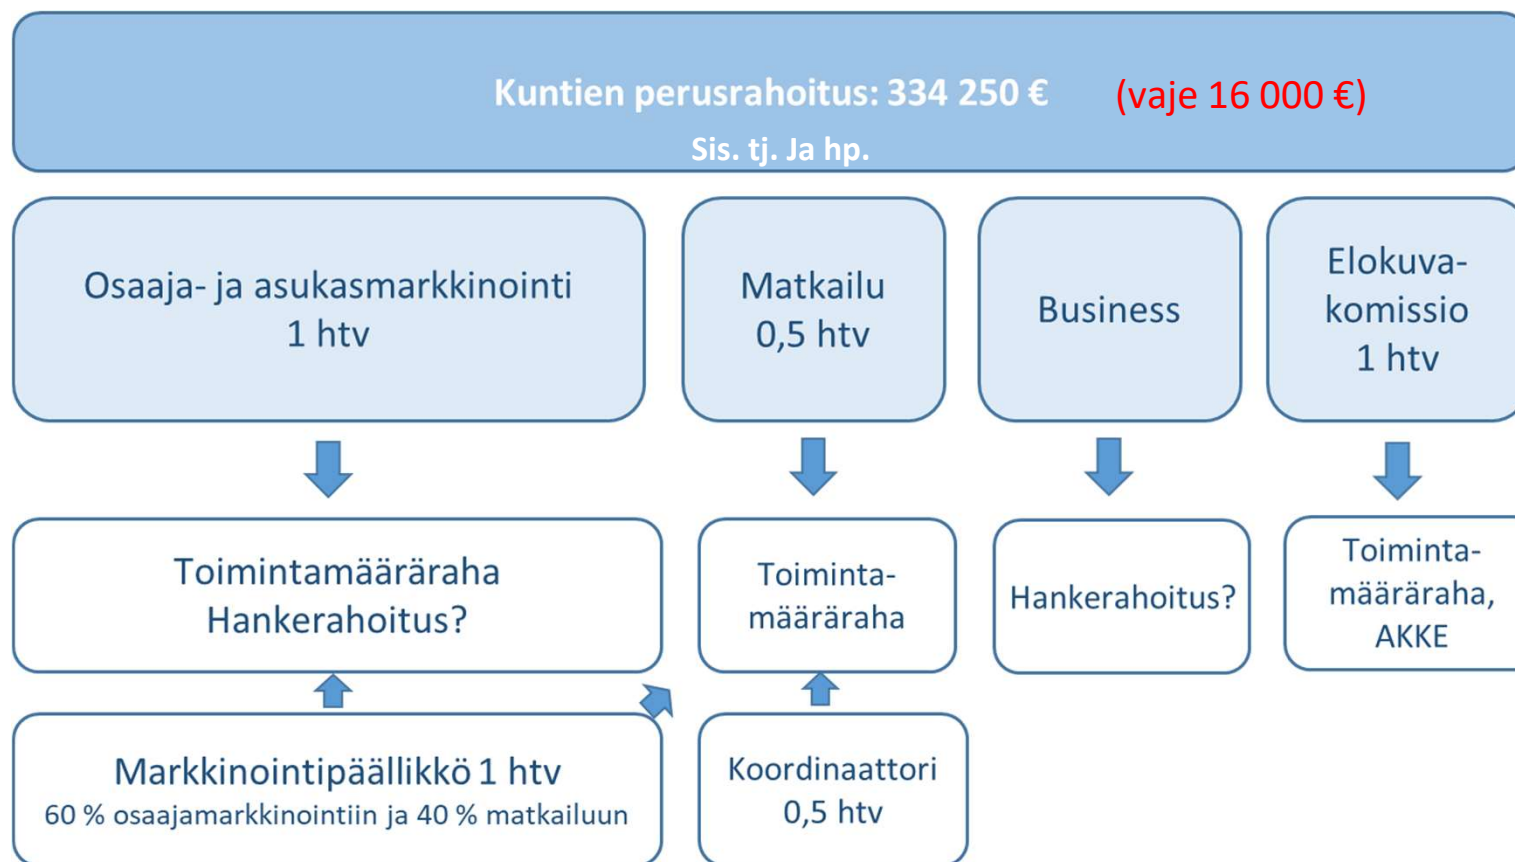 Kuntien perusrahoitus: 334 250 € (vaje 16 000 €)
Sis. tj. Ja hp.
Osaaja- ja asukasmarkkinointi
1 htv
Matkailu
0,5 htv
Business
Elokuva-
komissio
1 htv
Toimintamääräraha
Hankerahoitus?
Toiminta-
määräraha
Hankerahoitus?
Toiminta-
määräraha,
AKKE
Markkinointipäällikkö 1 htv
60 % osaajamarkkinointiin ja 40 % matkailuun
Koordinaattori
0,5 htv